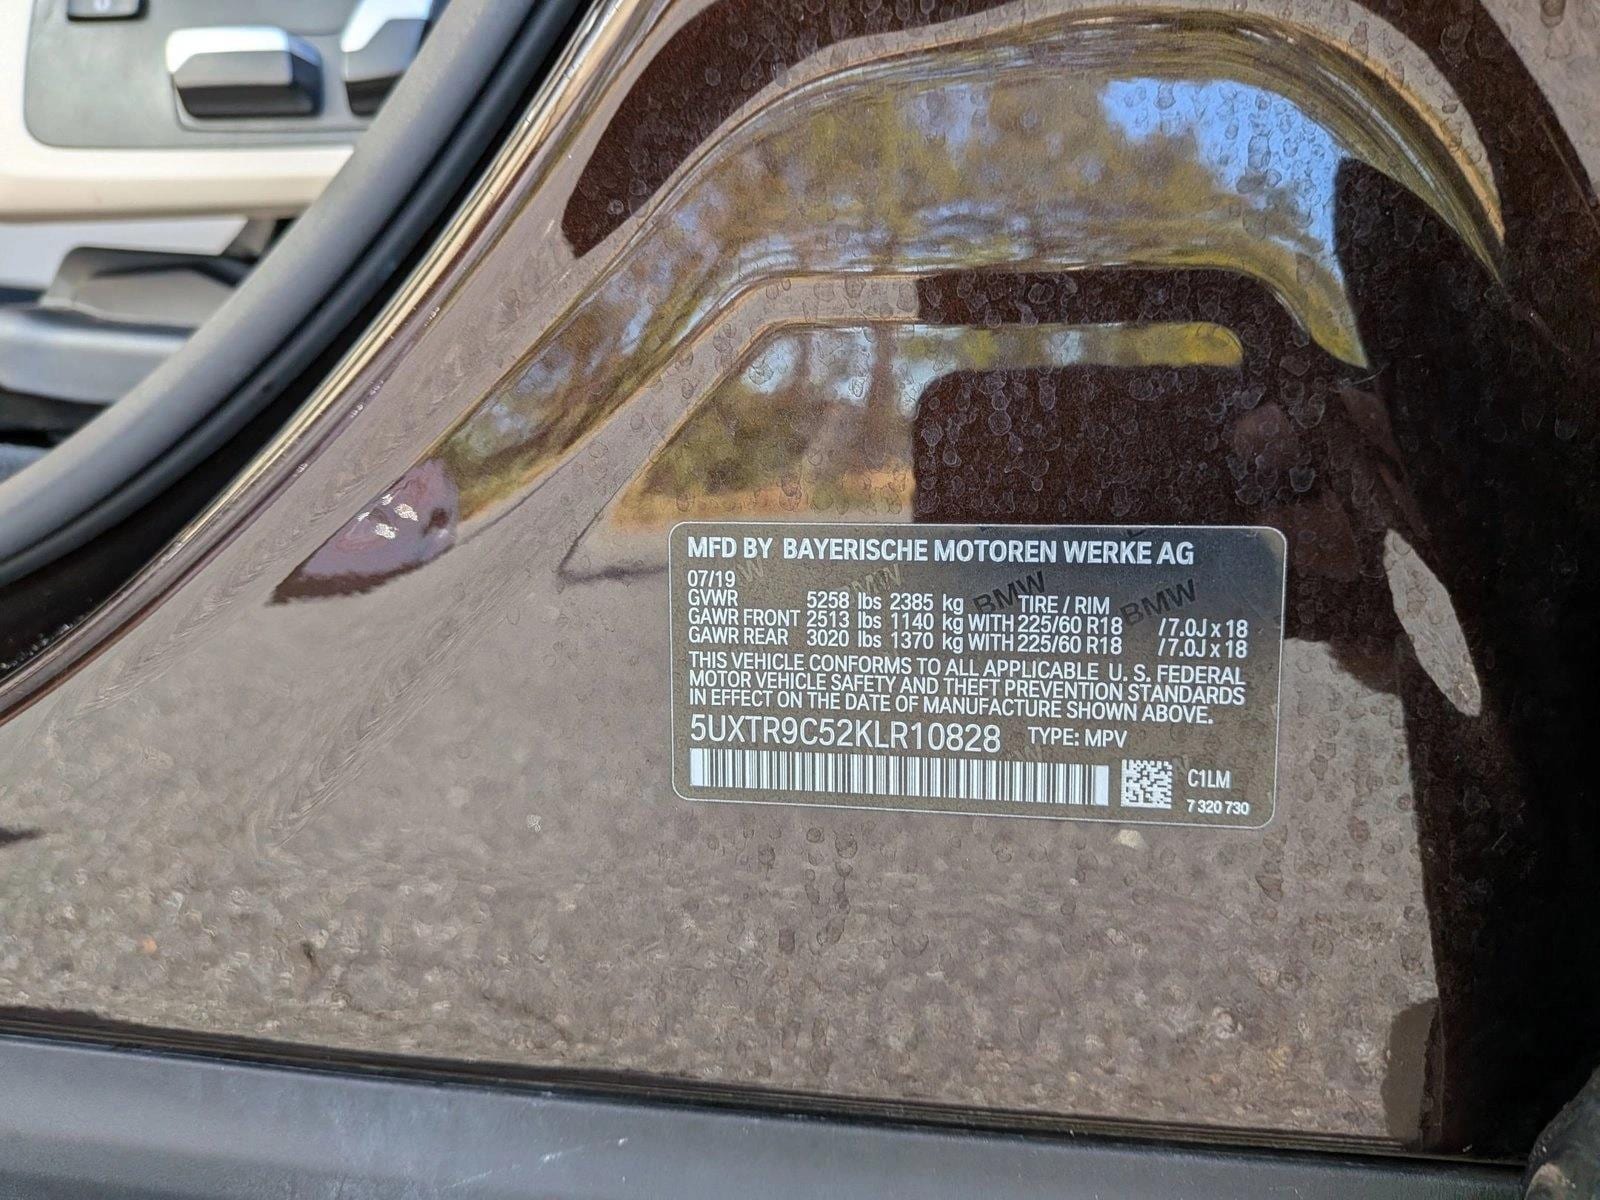 MFD BY BAYERISCHE MOTOREN WERKE AG
07/19
GVWR 5258 lbs 2385 kg TIRE / RIM
GAWR FRONT 2513 lbs 1140 kg WITH 225/60 R18 / 7.0J x 18
GAWR REAR 3020 lbs 1370 kg WITH 225/60 R18 / 7.0J x 18
THIS VEHICLE CONFORMS TO ALL APPLICABLE U. S. FEDERAL
MOTOR VEHICLE SAFETY AND THEFT PREVENTION STANDARDS
IN EFFECT ON THE DATE OF MANUFACTURE SHOWN ABOVE.
5UXTR9C52KLR10828 TYPE: MPV
C1LM
7 320 730
BMW
BMW
BMW